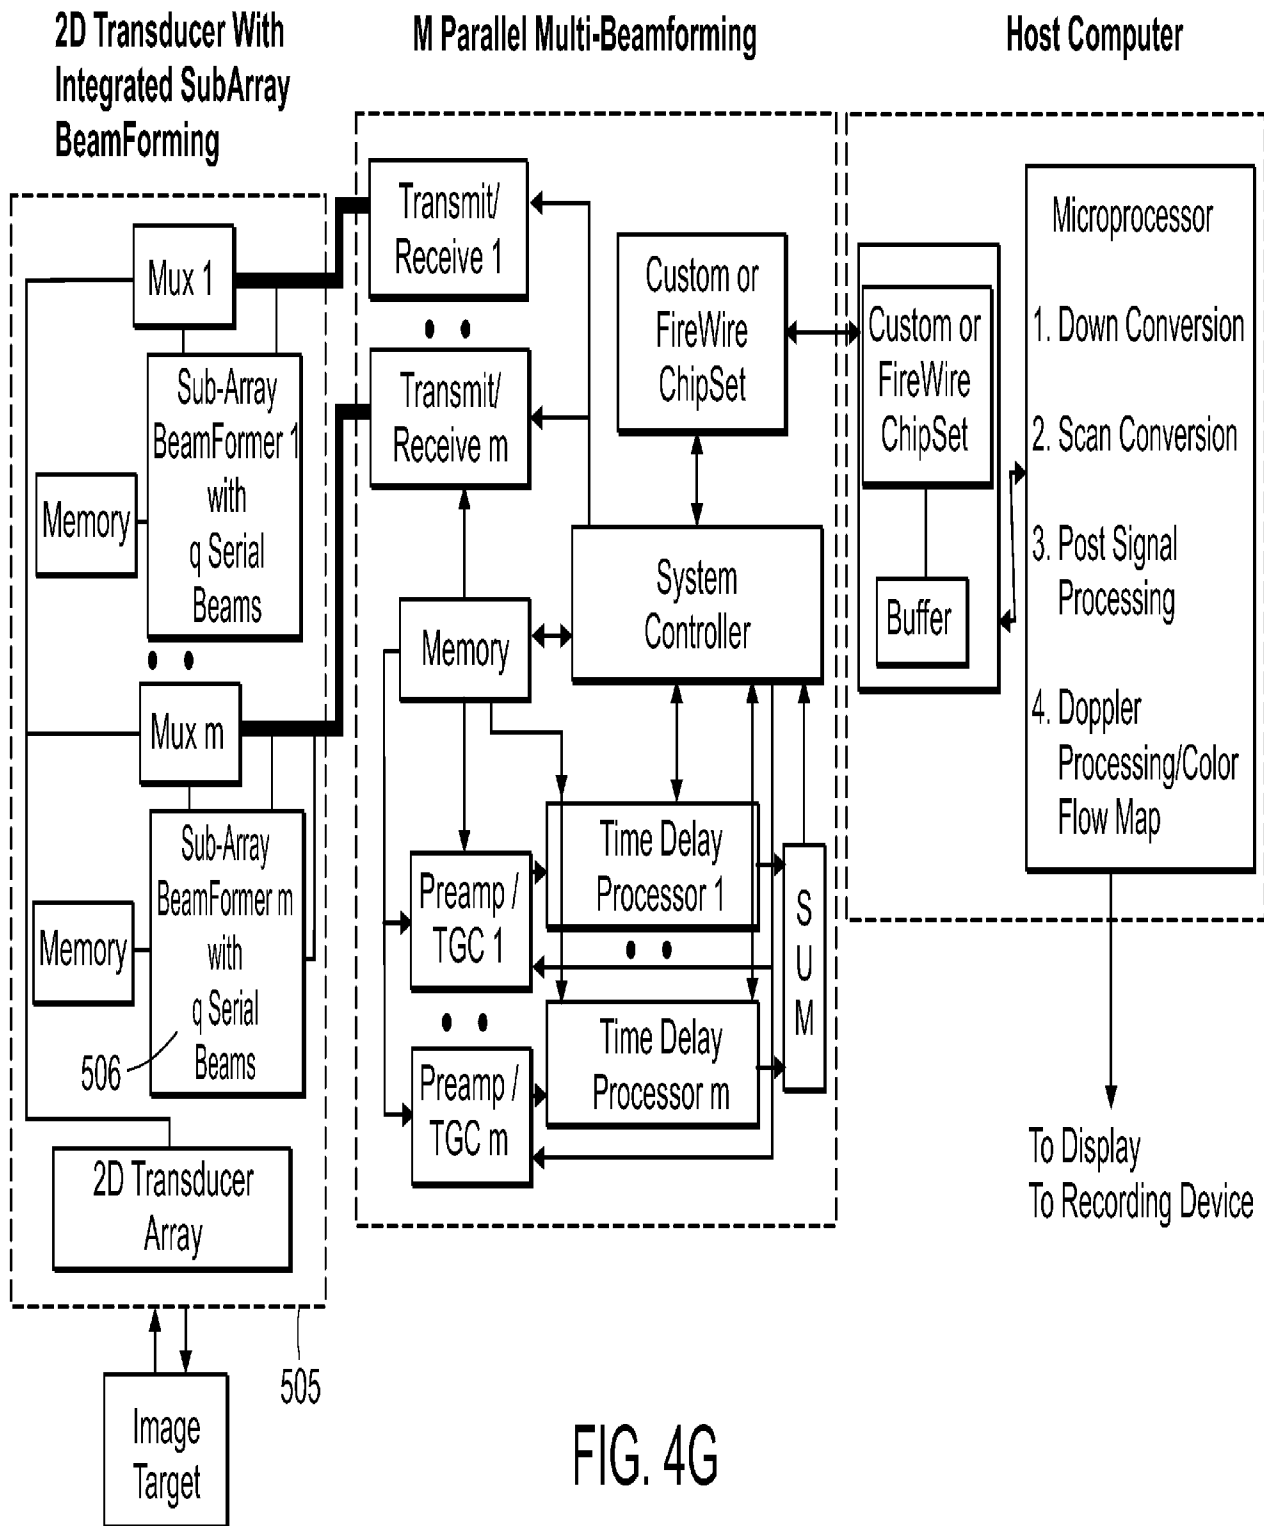 2D Transducer With
Integrated SubArray
BeamForming
M Parallel Multi-Beamforming
Host Computer
Mux 1
Sub-Array
BeamFormer 1
with
q Serial
Beams
Memory
Mux m
Sub-Array
BeamFormer m
with
q Serial
Beams
Memory
506
2D Transducer
Array
505
Image
Target
Transmit/
Receive 1
Transmit/
Receive m
Custom or
FireWire
ChipSet
System
Controller
Memory
Time Delay
Processor 1
Preamp /
TGC 1
Time Delay
Processor m
Preamp /
TGC m
S
U
M
Custom or
FireWire
ChipSet
Buffer
Microprocessor
1. Down Conversion
2. Scan Conversion
3. Post Signal
Processing
4. Doppler
Processing/Color
Flow Map
To Display
To Recording Device
FIG. 4G